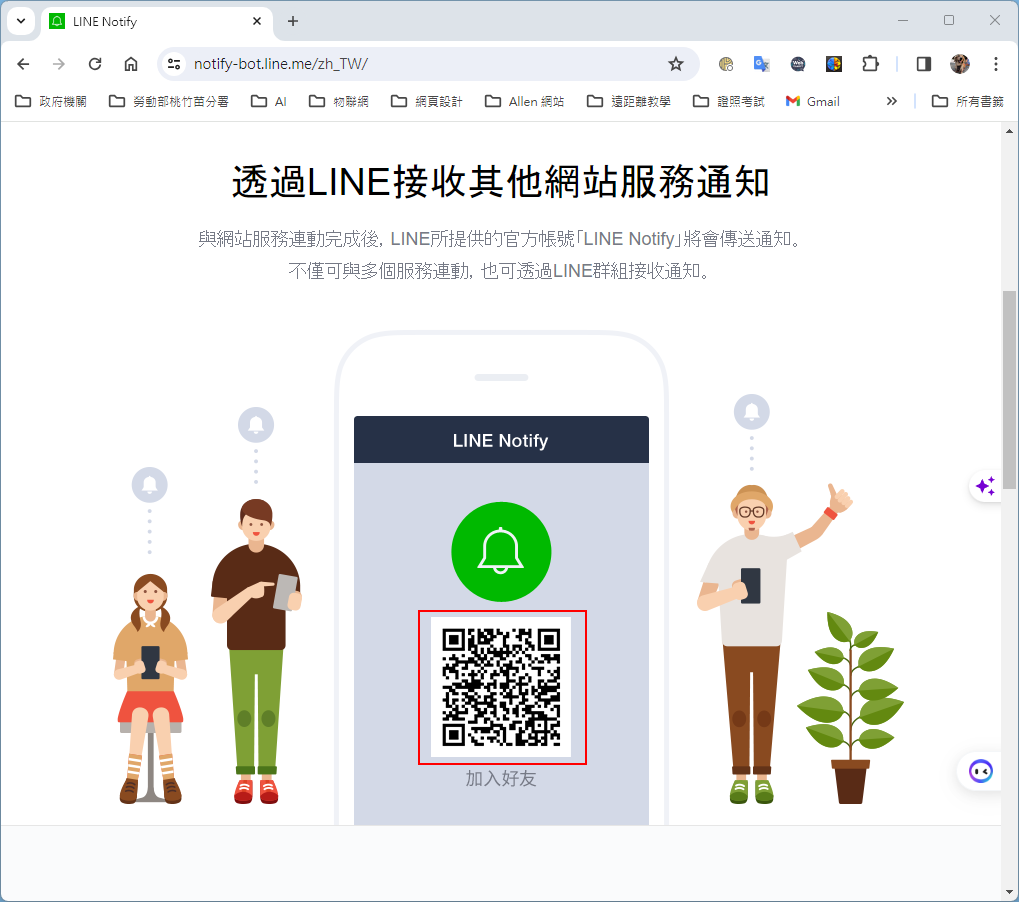 LINE Notify
notify-bot.line.me/zh_TW/
政府機關 勞動部桃竹苗分署 AI 物聯網 網頁設計 Allen 網站 遠距離教學 證照考試 Gmail 所有書籤
透過LINE接收其他網站服務通知
與網站服務連動完成後, LINE所提供的官方帳號「LINE Notify」將會傳送通知。
不僅可與多個服務連動, 也可透過LINE群組接收通知。
LINE Notify
加入好友